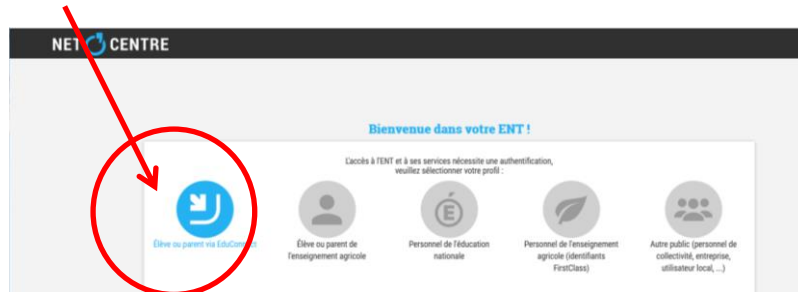 NET CENTRE
Bienvenue dans votre ENT !
L'accès à l'ENT et à ses services nécessite une authentification,
veuillez sélectionner votre profil :
Élève ou parent via EduConnect
Élève ou parent de
l'enseignement agricole
Personnel de l'éducation
nationale
Personnel de l'enseignement
agricole (identifiants
FirstClass)
Autre public (personnel de
collectivité, entreprise,
utilisateur local, ...)